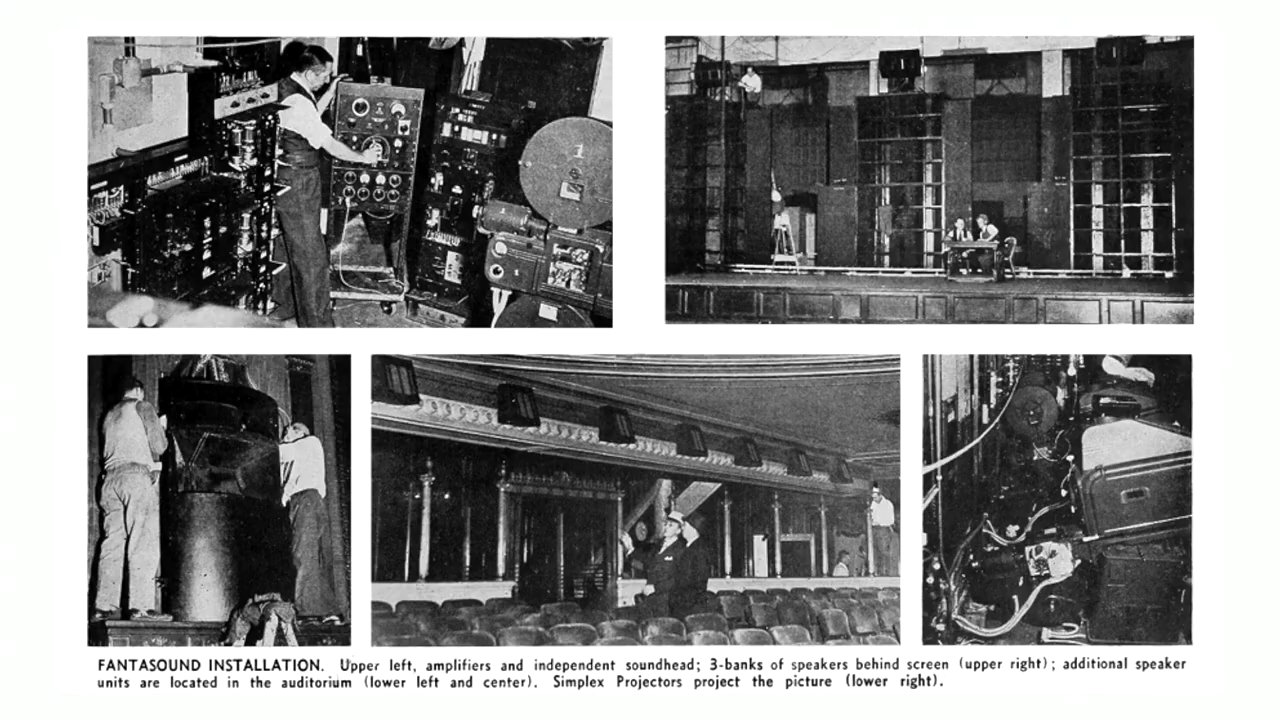 1
FANTASOUND INSTALLATION. Upper left, amplifiers and independent soundhead; 3-banks of speakers behind screen (upper right); additional speaker
units are located in the auditorium (lower left and center). Simplex Projectors project the picture (lower right).